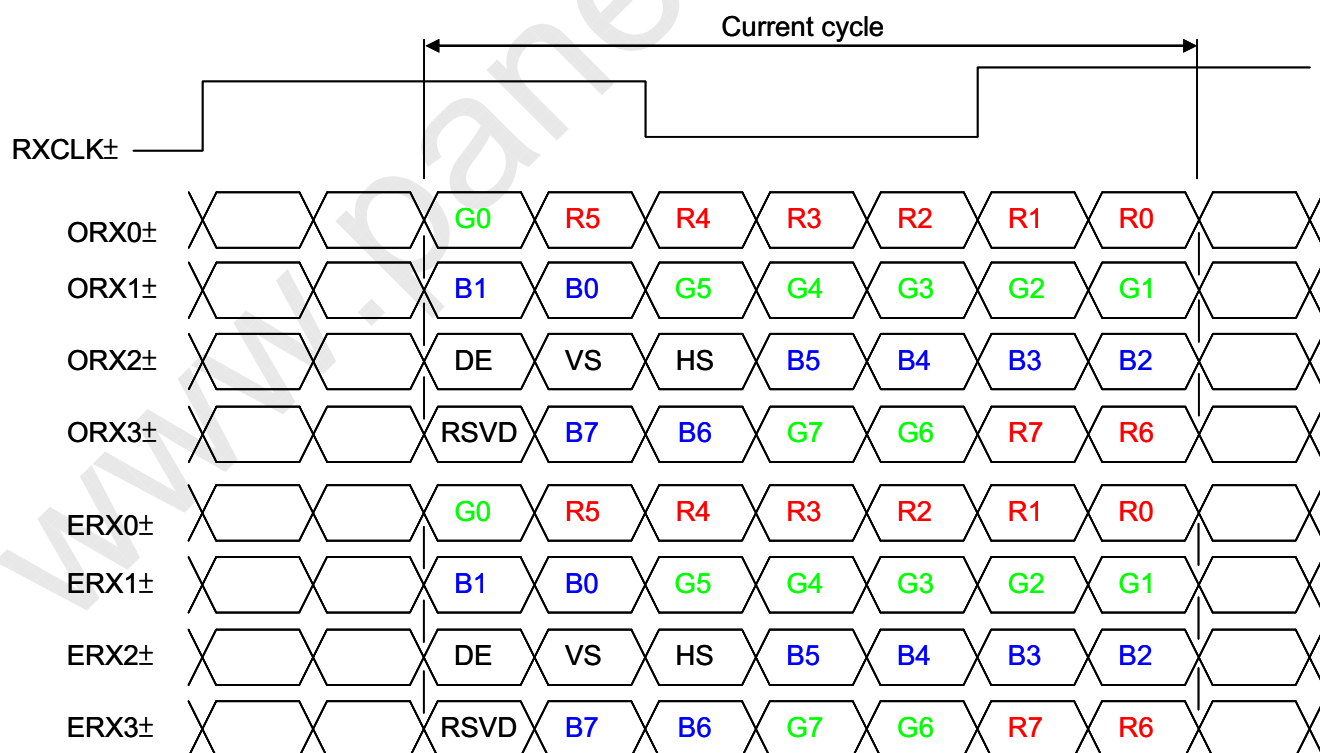 Current cycle
RXCLK±
ORX0± G0 R5 R4 R3 R2 R1 R0
ORX1± B1 B0 G5 G4 G3 G2 G1
ORX2± DE VS HS B5 B4 B3 B2
ORX3± RSVD B7 B6 G7 G6 R7 R6
ERX0± G0 R5 R4 R3 R2 R1 R0
ERX1± B1 B0 G5 G4 G3 G2 G1
ERX2± DE VS HS B5 B4 B3 B2
ERX3± RSVD B7 B6 G7 G6 R7 R6
www.pane